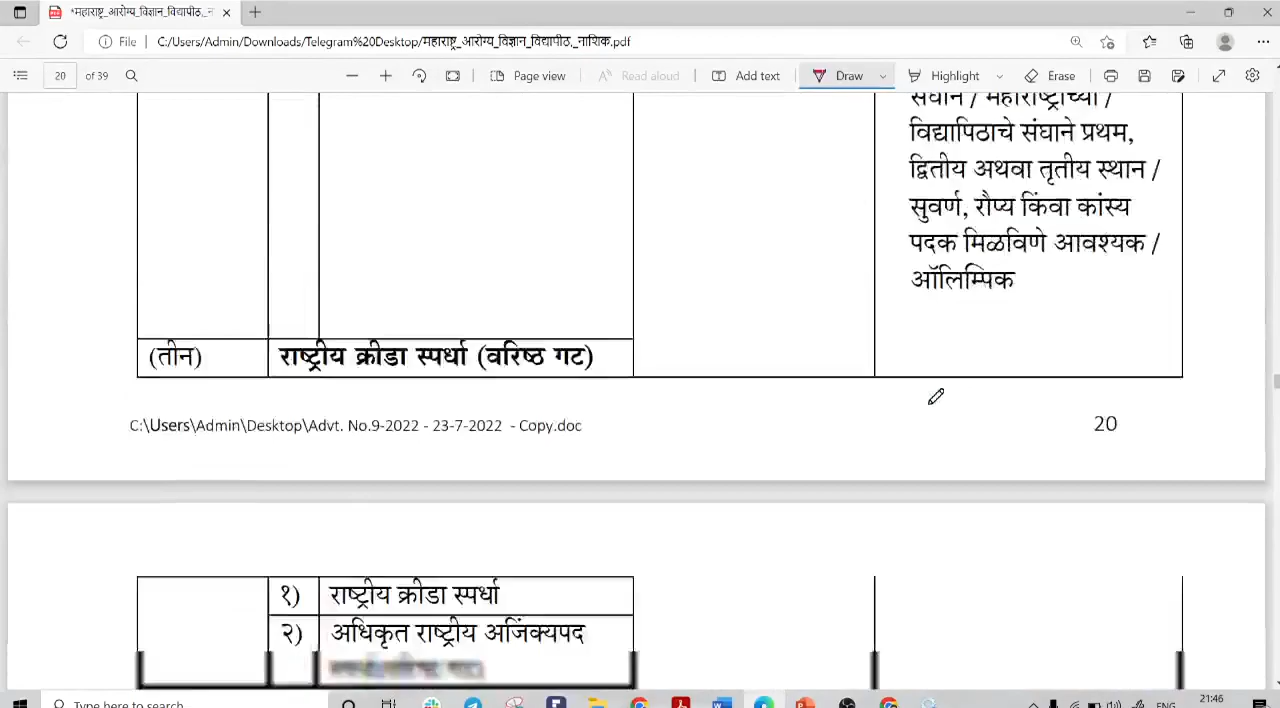 *महाराष्ट्र_आरोग्य_विज्ञान_विद्यापीठ,_ना
File C:/Users/Admin/Downloads/Telegram%20Desktop/महाराष्ट्र_आरोग्य_विज्ञान_विद्यापीठ,_नाशिक.pdf
20 of 39 Page view Read aloud Add text Draw Highlight Erase
संघाने / महाराष्ट्राच्या /
विद्यापिठाचे संघाने प्रथम,
द्वितीय अथवा तृतीय स्थान /
सुवर्ण, रौप्य किंवा कांस्य
पदक मिळविणे आवश्यक /
ऑलिम्पिक
(तीन) राष्ट्रीय क्रीडा स्पर्धा (वरिष्ठ गट)
C:\Users\Admin\Desktop\Advt. No.9-2022 - 23-7-2022 - Copy.doc 20
१) राष्ट्रीय क्रीडा स्पर्धा
२) अधिकृत राष्ट्रीय अजिंक्यपद
Type here to search ENG 21:46